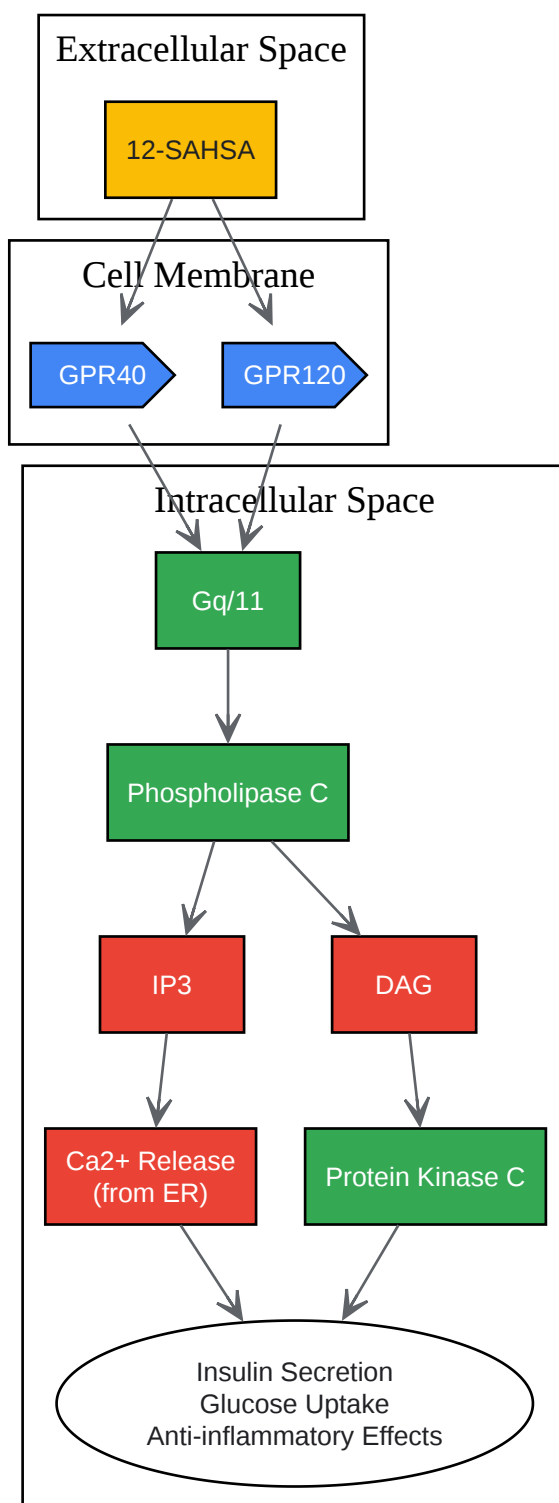 Extracellular Space
12-SAHSA
Cell Membrane
GPR40
GPR120
Intracellular Space
Gq/11
Phospholipase C
IP3
DAG
Ca2+ Release
(from ER)
Protein Kinase C
Insulin Secretion
Glucose Uptake
Anti-inflammatory Effects